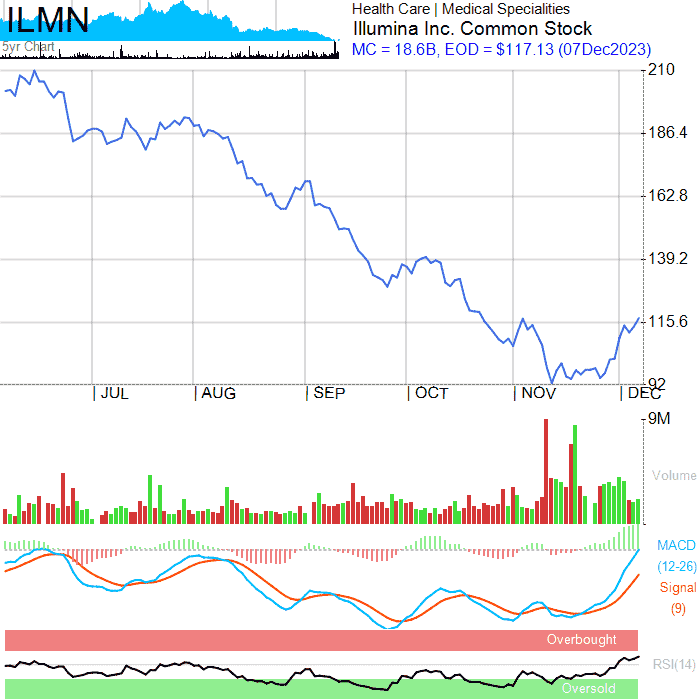 ILMN
5yr Chart
Health Care | Medical Specialities
Illumina Inc. Common Stock
MC = 18.6B, EOD = $117.13 (07Dec2023)
210
186.4
162.8
139.2
115.6
92
JUL AUG SEP OCT NOV DEC
9M
Volume
MACD
(12-26)
Signal
(9)
Overbought
RSI(14)
Oversold